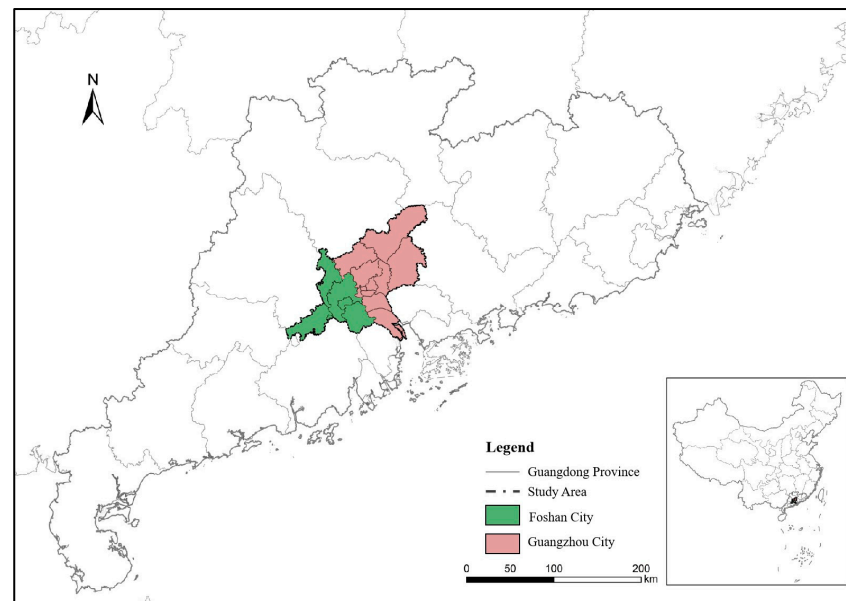 N
Legend
Guangdong Province
Study Area
Foshan City
Guangzhou City
0 50 100 200
km